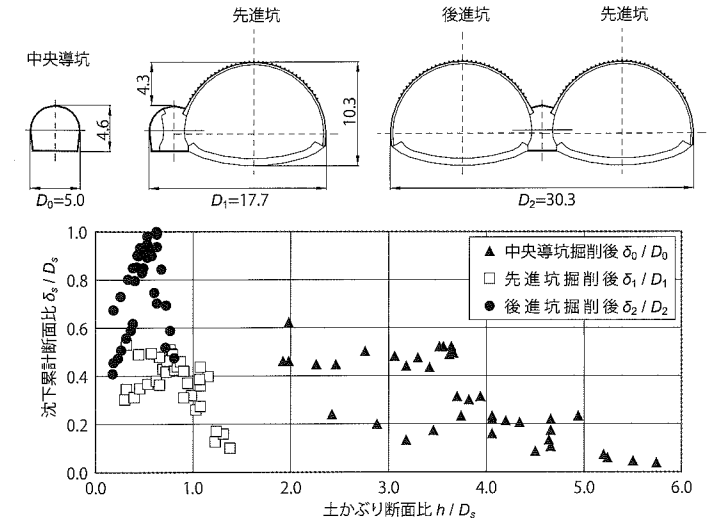 先進坑
後進坑
先進坑
中央導坑
4.3
4.6
10.3
D₀=5.0
D₁=17.7
D₂=30.3
沈下累計断面比 δₛ / Dₛ
1.0
0.8
0.6
0.4
0.2
0.0
▲ 中央導坑掘削後 δ₀ / D₀
□ 先進坑掘削後 δ₁ / D₁
● 後進坑掘削後 δ₂ / D₂
0.0 1.0 2.0 3.0 4.0 5.0 6.0
土かぶり断面比 h / Dₛ